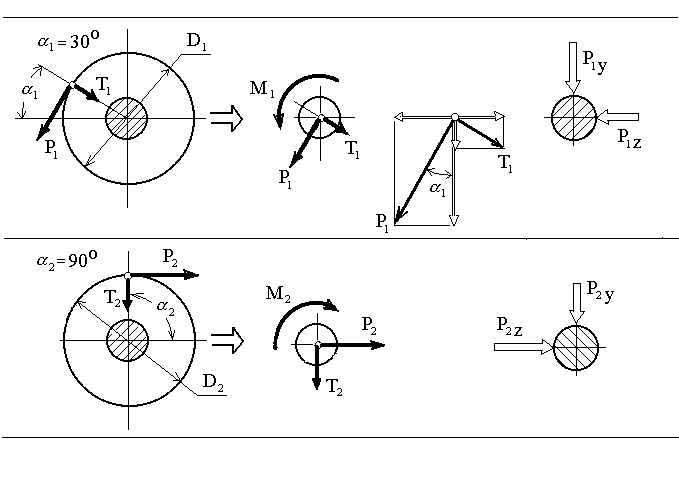 α₁ = 30°
D₁
α₁
T₁
P₁
M₁
T₁
P₁
T₁
α₁
P₁
P₁y
P₁z
α₂ = 90°
P₂
T₂
α₂
D₂
M₂
P₂
T₂
P₂y
P₂z